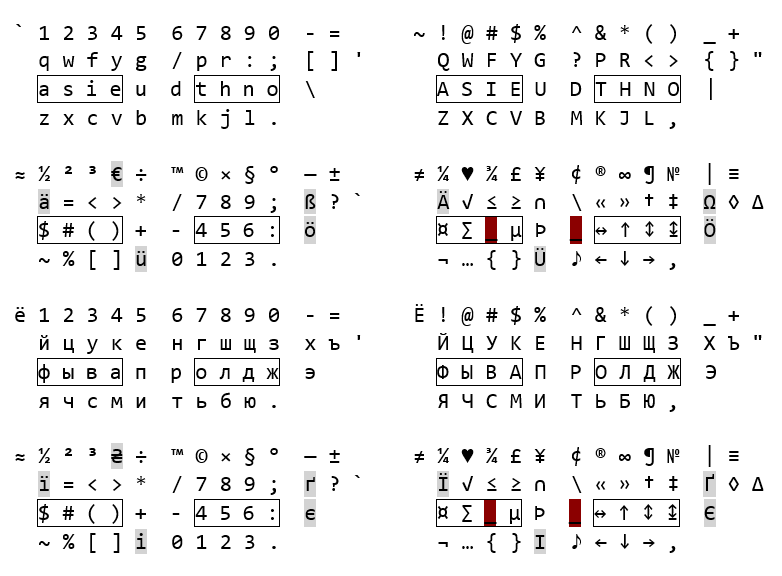 ` 1 2 3 4 5 6 7 8 9 0 - = ~ ! @ # $ % ^ & * ( ) _ +
q w f y g / p r : ; [ ] ' Q W F Y G ? P R < > { } "
a s i e u d t h n o \ A S I E U D T H N O |
z x c v b m k j l . Z X C V B M K J L ,
≈ ½ ² ³ € ÷ ™ © × § ° — ± ≠ ¼ ♥ ¾ £ ¥ ¢ ® ∞ ¶ № | ≡
ä = < > * / 7 8 9 ; ß ? ` Ä √ ≤ ≥ ∩ \ « » † ‡ Ω ◊ ∆
$ # ( ) + - 4 5 6 : ö ¤ ∑ _ µ Þ _ ↔ ↑ ↕ ↨ Ö
~ % [ ] ü 0 1 2 3 . ¬ … { } Ü ♪ ← ↓ → ,
ё 1 2 3 4 5 6 7 8 9 0 - = Ё ! @ # $ % ^ & * ( ) _ +
й ц у к е н г ш щ з х ъ ' Й Ц У К Е Н Г Ш Щ З Х Ъ "
ф ы в а п р о л д ж э Ф Ы В А П Р О Л Д Ж Э
я ч с м и т ь б ю . Я Ч С М И Т Ь Б Ю ,
≈ ½ ² ³ ₴ ÷ ™ © × § ° — ± ≠ ¼ ♥ ¾ £ ¥ ¢ ® ∞ ¶ № | ≡
ї = < > * / 7 8 9 ; ґ ? ` Ї √ ≤ ≥ ∩ \ « » † ‡ Ґ ◊ ∆
$ # ( ) + - 4 5 6 : є ¤ ∑ _ µ Þ _ ↔ ↑ ↕ ↨ Є
~ % [ ] і 0 1 2 3 . ¬ … { } І ♪ ← ↓ → ,